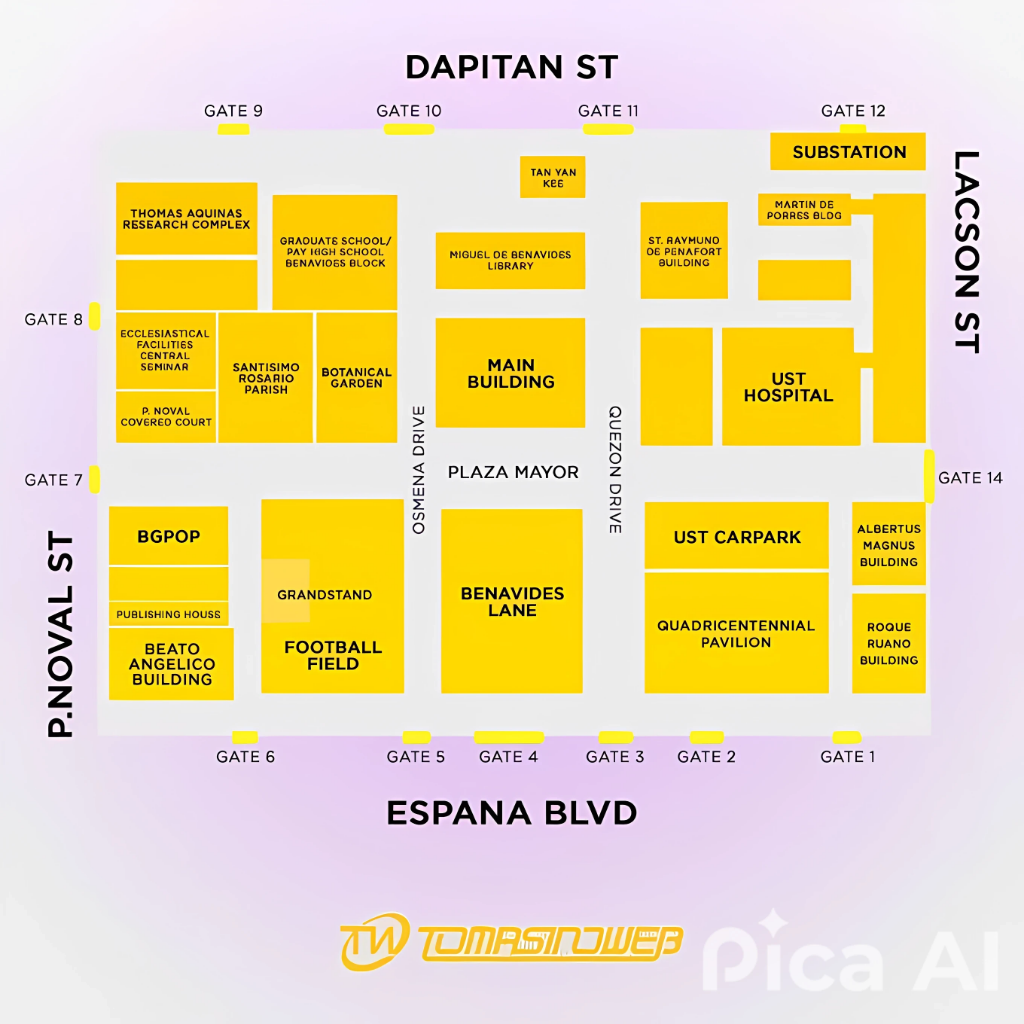 DAPITAN ST
GATE 9
GATE 10
GATE 11
GATE 12
SUBSTATION
LACSON ST
TAN YAN
KEE
THOMAS AQUINAS
RESEARCH COMPLEX
GRADUATE SCHOOL/
PAY HIGH SCHOOL
BENAVIDES BLOCK
MIGUEL DE BENAVIDES
LIBRARY
ST. RAYMUND
DE PENAFORT
BUILDING
MARTIN DE
PORRES BLDG
GATE 8
ECCLESIASTICAL
FACILITIES
CENTRAL
SEMINAR
SANTISIMO
ROSARIO
PARISH
BOTANICAL
GARDEN
MAIN
BUILDING
UST
HOSPITAL
P. NOVAL
COVERED COURT
OSMENA DRIVE
PLAZA MAYOR
QUEZON DRIVE
GATE 7
GATE 14
P.NOVAL ST
BGPOP
PUBLISHING HOUSE
BEATO
ANGELICO
BUILDING
GRANDSTAND
FOOTBALL
FIELD
BENAVIDES
LANE
UST CARPARK
QUADRICENTENNIAL
PAVILION
ALBERTUS
MAGNUS
BUILDING
ROQUE
RUANO
BUILDING
GATE 6
GATE 5
GATE 4
GATE 3
GATE 2
GATE 1
ESPANA BLVD
TW TOMASINOWEB
Pica AI